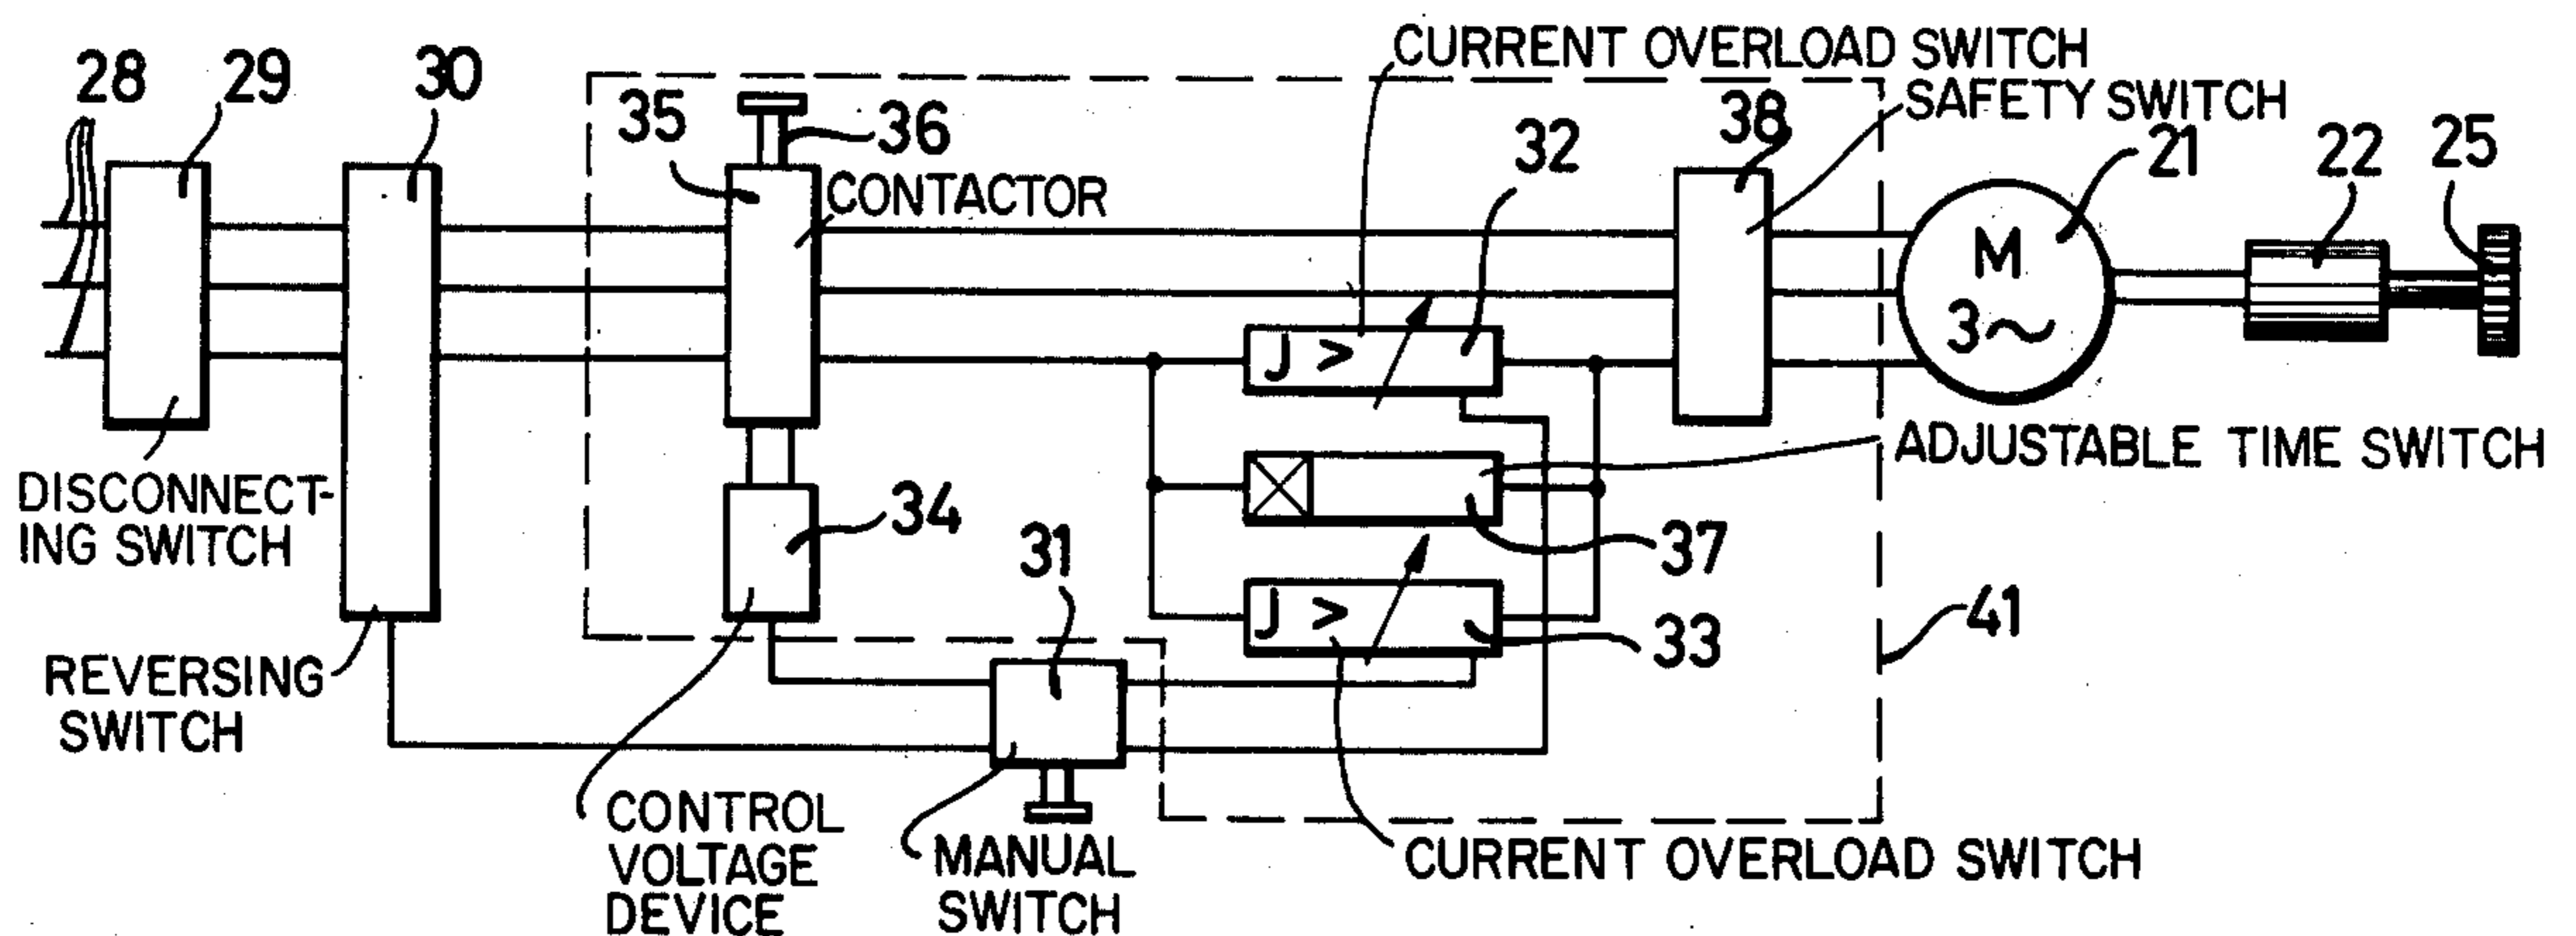 CURRENT OVERLOAD SWITCH
28 29 30
35 36 38 SAFETY SWITCH
32 21 22 25
CONTACTOR
M
3~
J >
DISCONNECT-
ING SWITCH
ADJUSTABLE TIME SWITCH
34
31 37
J > 33 41
REVERSING
SWITCH
CONTROL
VOLTAGE
DEVICE
MANUAL
SWITCH
CURRENT OVERLOAD SWITCH